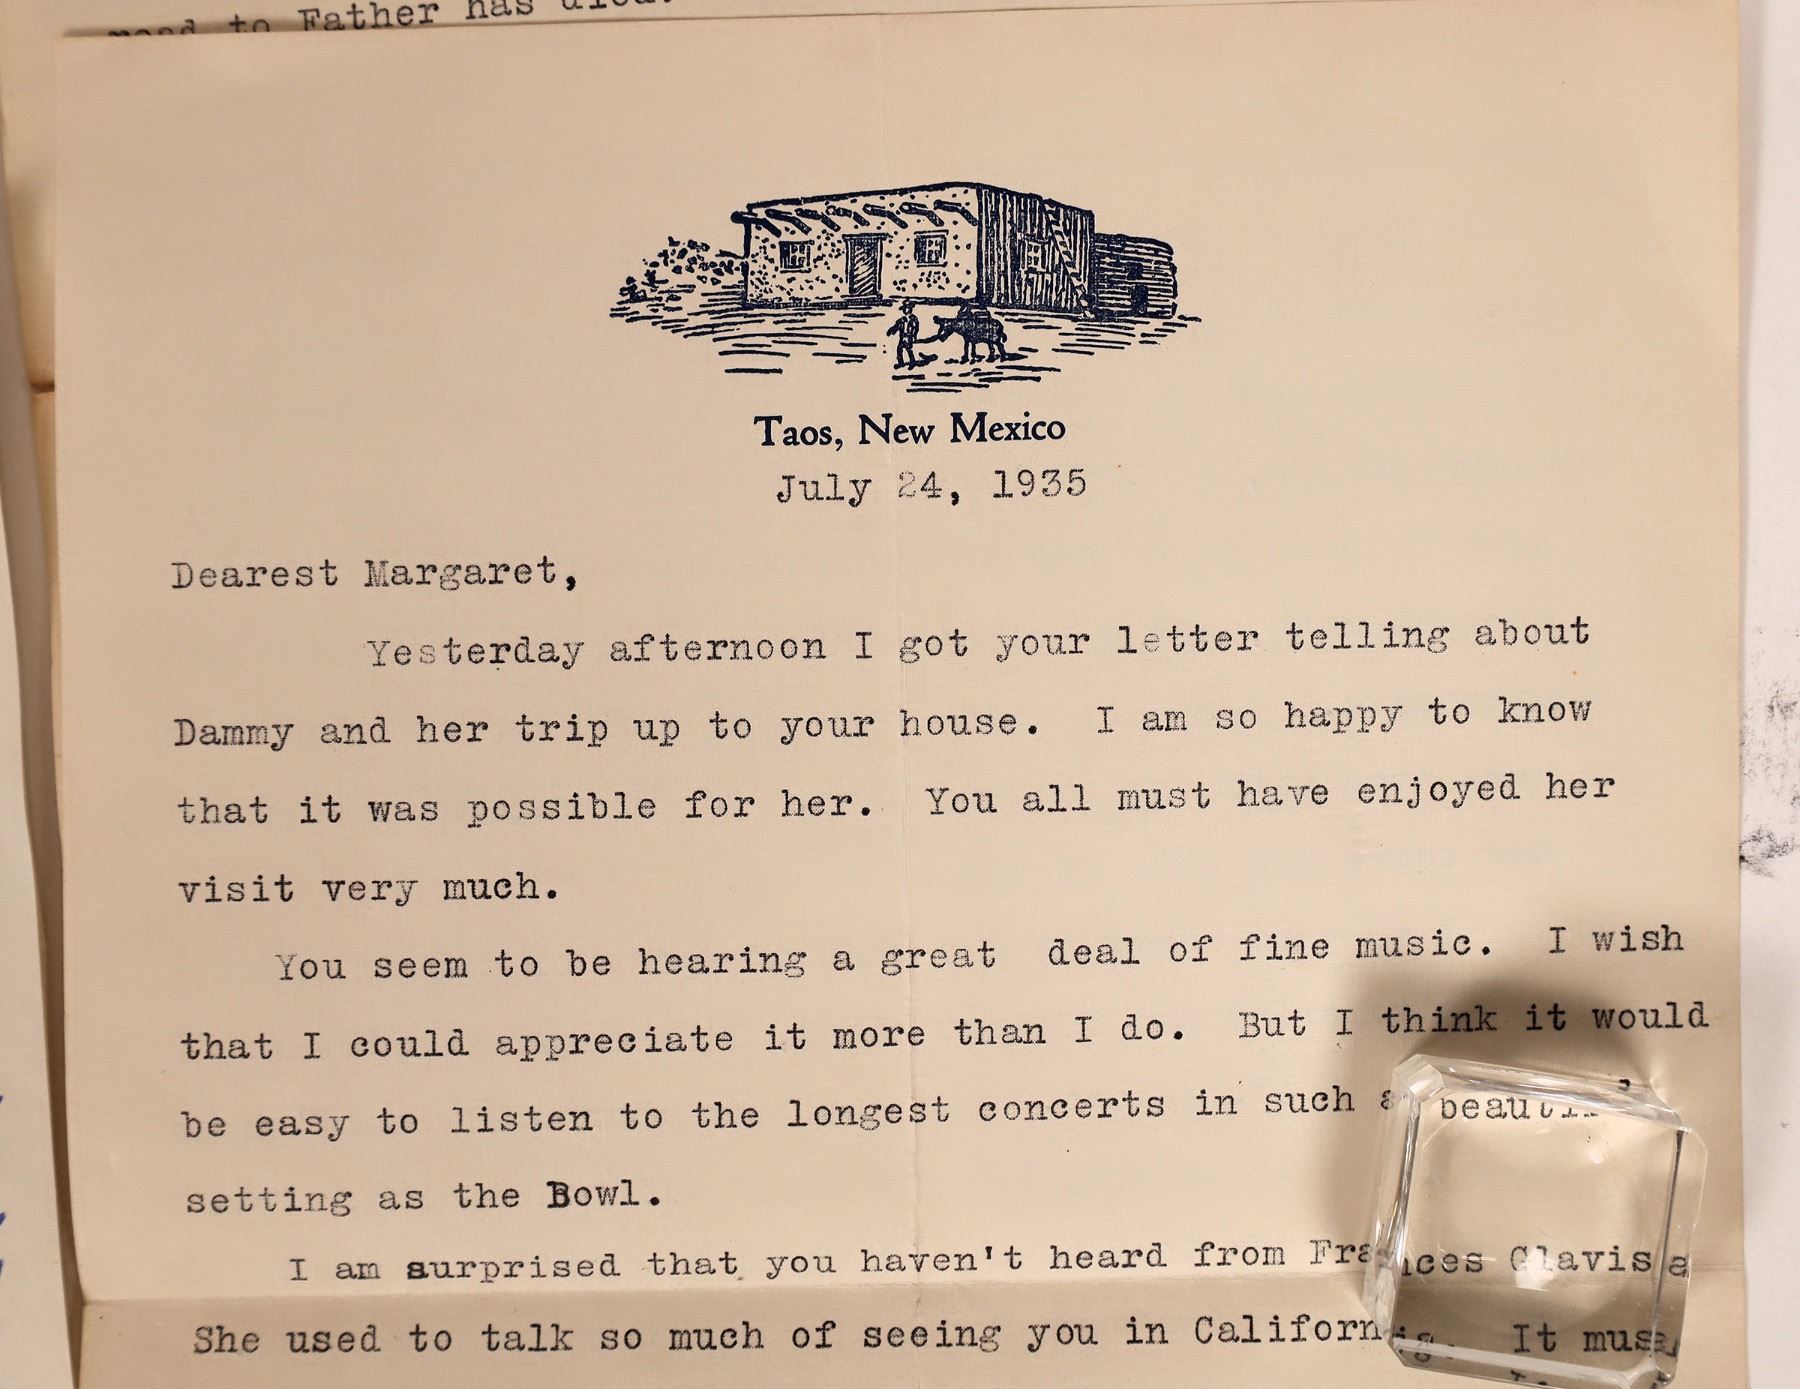 to Father has
Taos, New Mexico
July 24, 1935
Dearest Margaret,
Yesterday afternoon I got your letter telling about
Dammy and her trip up to your house. I am so happy to know
that it was possible for her. You all must have enjoyed her
visit very much.
You seem to be hearing a great deal of fine music. I wish
that I could appreciate it more than I do. But I think it would
be easy to listen to the longest concerts in such a
setting as the Bowl.
I am surprised that you haven't heard from Frances Glavis
She used to talk so much of seeing you in California. It